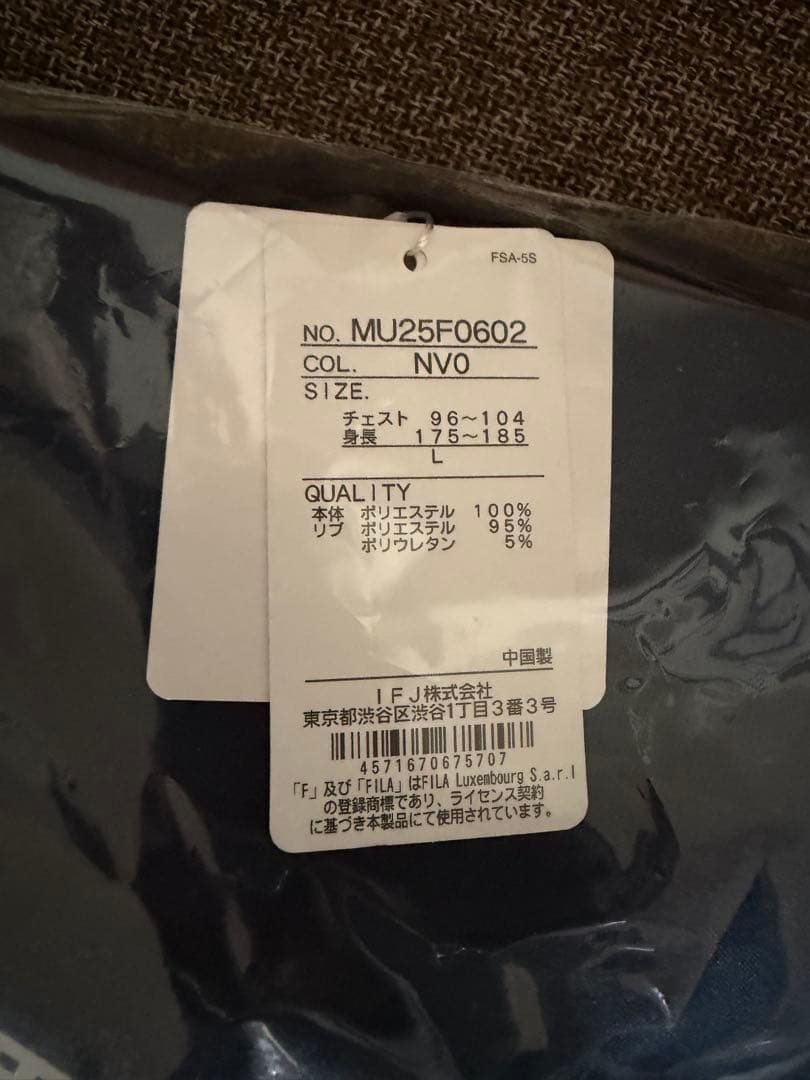 FSA-5S
NO. MU25F0602
COL. NV0
SIZE.
チェスト 96～104
身長 175～185
L
QUALITY
本体 ポリエステル 100%
リブ ポリエステル 95%
ポリウレタン 5%
中国製
IFJ株式会社
東京都渋谷区渋谷1丁目3番3号
4571670675707
「F」及び「FILA」はFILA Luxembourg S.a.r.l
の登録商標であり、ライセンス契約
に基づき本製品にて使用されています。